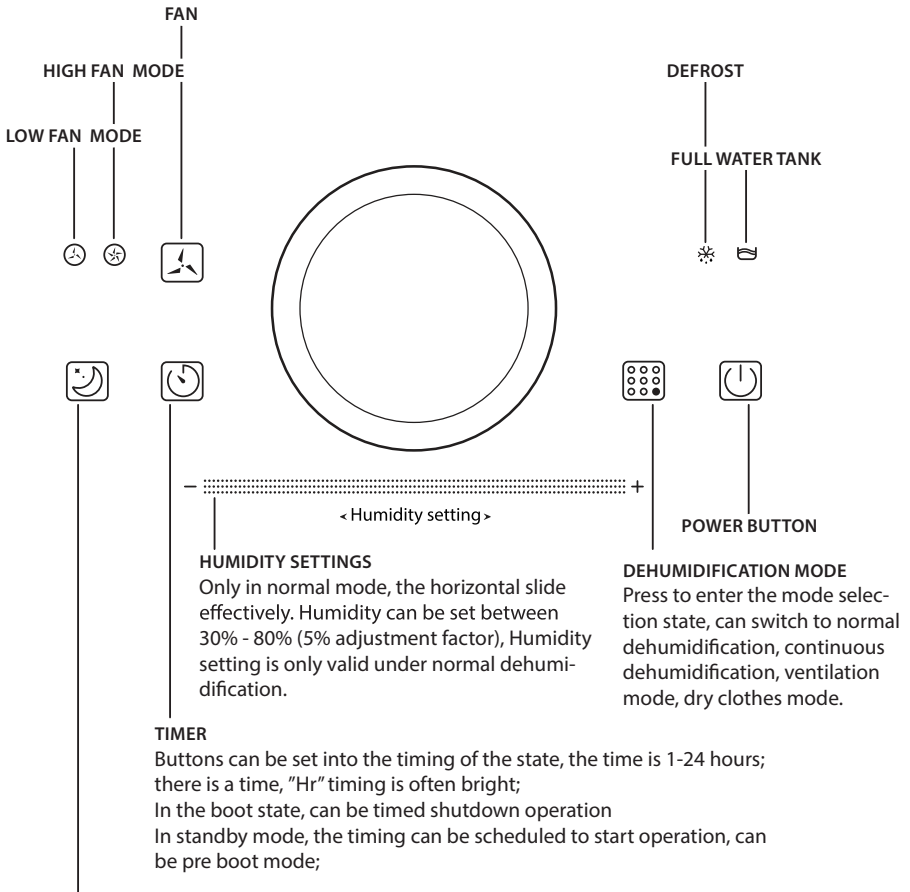 FAN
HIGH FAN MODE
DEFROST
LOW FAN MODE
FULL WATER TANK
− +
< Humidity setting >
POWER BUTTON
HUMIDITY SETTINGS
Only in normal mode, the horizontal slide
effectively. Humidity can be set between
30% - 80% (5% adjustment factor), Humidity
setting is only valid under normal dehumi-
dification.
DEHUMIDIFICATION MODE
Press to enter the mode selec-
tion state, can switch to normal
dehumidification, continuous
dehumidification, ventilation
mode, dry clothes mode.
TIMER
Buttons can be set into the timing of the state, the time is 1-24 hours;
there is a time, ”Hr” timing is often bright;
In the boot state, can be timed shutdown operation
In standby mode, the timing can be scheduled to start operation, can
be pre boot mode;